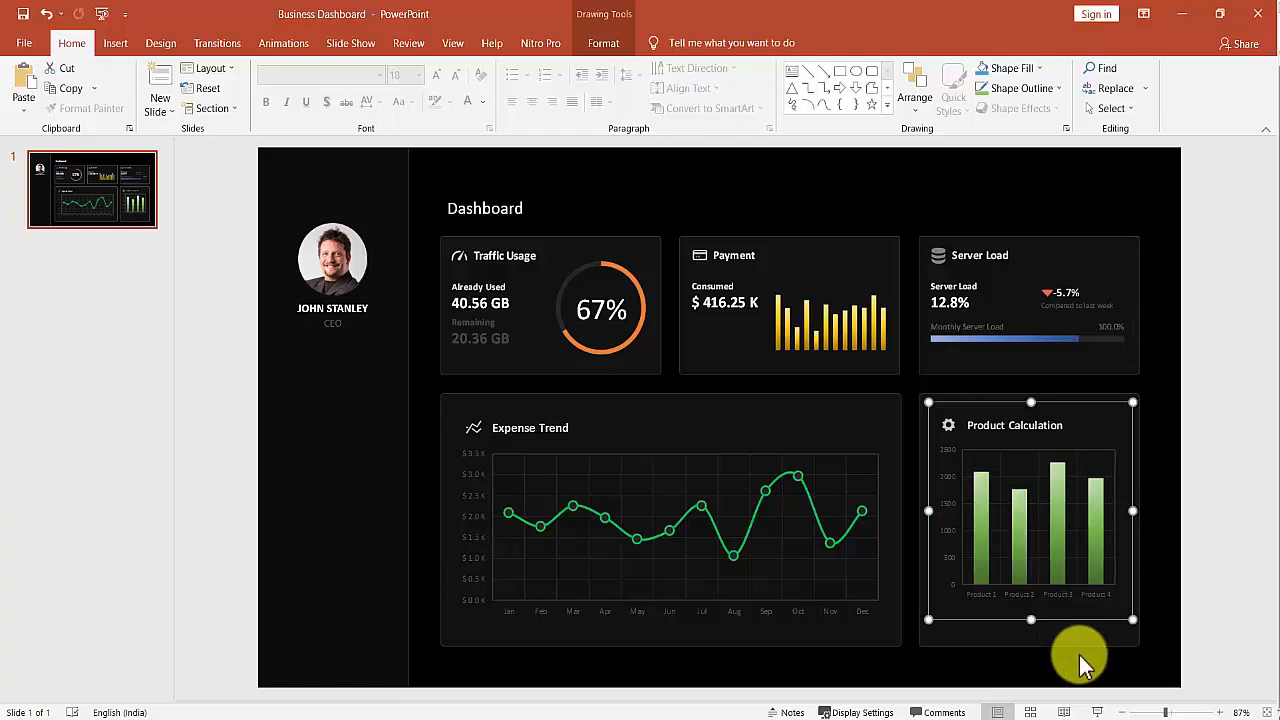 Business Dashboard - PowerPoint
Drawing Tools
Sign in
File Home Insert Design Transitions Animations Slide Show Review View Help Nitro Pro Format Tell me what you want to do Share
Paste
Cut
Copy
Format Painter
Clipboard
New
Slide
Layout
Reset
Section
Slides
18
B I U S abc AV Aa A
Font
Text Direction
Align Text
Convert to SmartArt
Paragraph
Arrange
Quick
Styles
Shape Fill
Shape Outline
Shape Effects
Drawing
Find
Replace
Select
Editing
1
Dashboard
JOHN STANLEY
CEO
Traffic Usage
Already Used
40.56 GB
Remaining
20.36 GB
67%
Payment
Consumed
$ 416.25 K
Server Load
Server Load
12.8%
-5.7%
Compared to last week
Monthly Server Load 100.0%
Expense Trend
$ 3.5 K
$ 3.0 K
$ 2.5 K
$ 2.0 K
$ 1.5 K
$ 1.0 K
$ 0.5 K
$ 0.0 K
Jan Feb Mar Apr May Jun Jul Aug Sep Oct Nov Dec
Product Calculation
2500
2000
1500
1000
500
0
Product 1 Product 2 Product 3 Product 4
Slide 1 of 1 English (India) Notes Display Settings Comments 87%